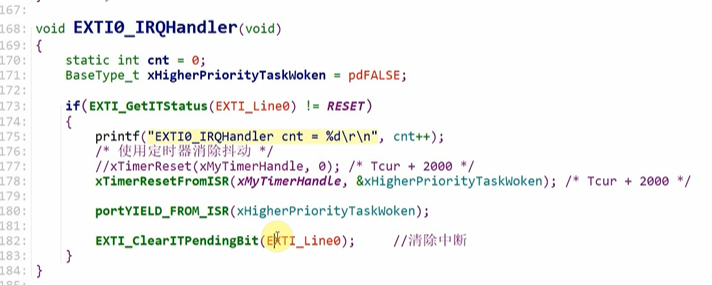 167:
168: void EXTI0_IRQHandler(void)
169: {
170: static int cnt = 0;
171: BaseType_t xHigherPriorityTaskWoken = pdFALSE;
172:
173: if(EXTI_GetITStatus(EXTI_Line0) != RESET)
174: {
175: printf("EXTI0_IRQHandler cnt = %d\r\n", cnt++);
176: /* 使用定时器消除抖动 */
177: //xTimerReset(xMyTimerHandle, 0); /* Tcur + 2000 */
178: xTimerResetFromISR(xMyTimerHandle, &xHigherPriorityTaskWoken); /* Tcur + 2000 */
179:
180: portYIELD_FROM_ISR(xHigherPriorityTaskWoken);
181:
182: EXTI_ClearITPendingBit(EXTI_Line0); //清除中断
183: }
184: }